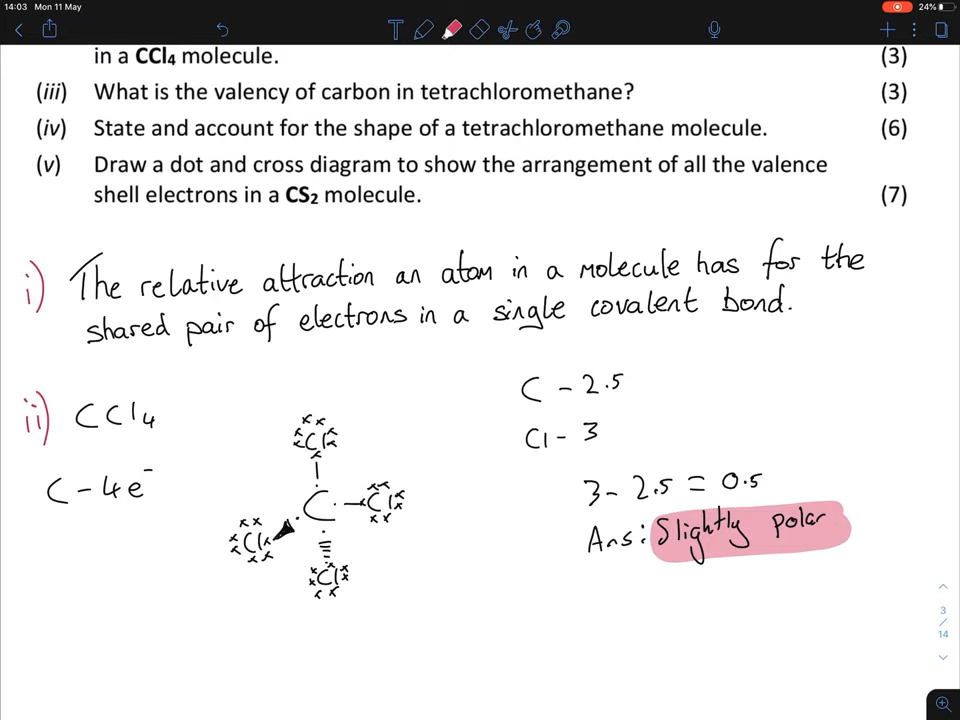 14:03 Mon 11 May
24%
in a CCl₄ molecule. (3)
(iii) What is the valency of carbon in tetrachloromethane? (3)
(iv) State and account for the shape of a tetrachloromethane molecule. (6)
(v) Draw a dot and cross diagram to show the arrangement of all the valence
shell electrons in a CS₂ molecule. (7)
i) The relative attraction an atom in a molecule has for the
shared pair of electrons in a single covalent bond.
ii) CCl₄
C - 4e⁻
Cl
C
Cl
Cl
Cl
C - 2.5
Cl - 3
3 - 2.5 = 0.5
Ans: Slightly polar
3
/
14